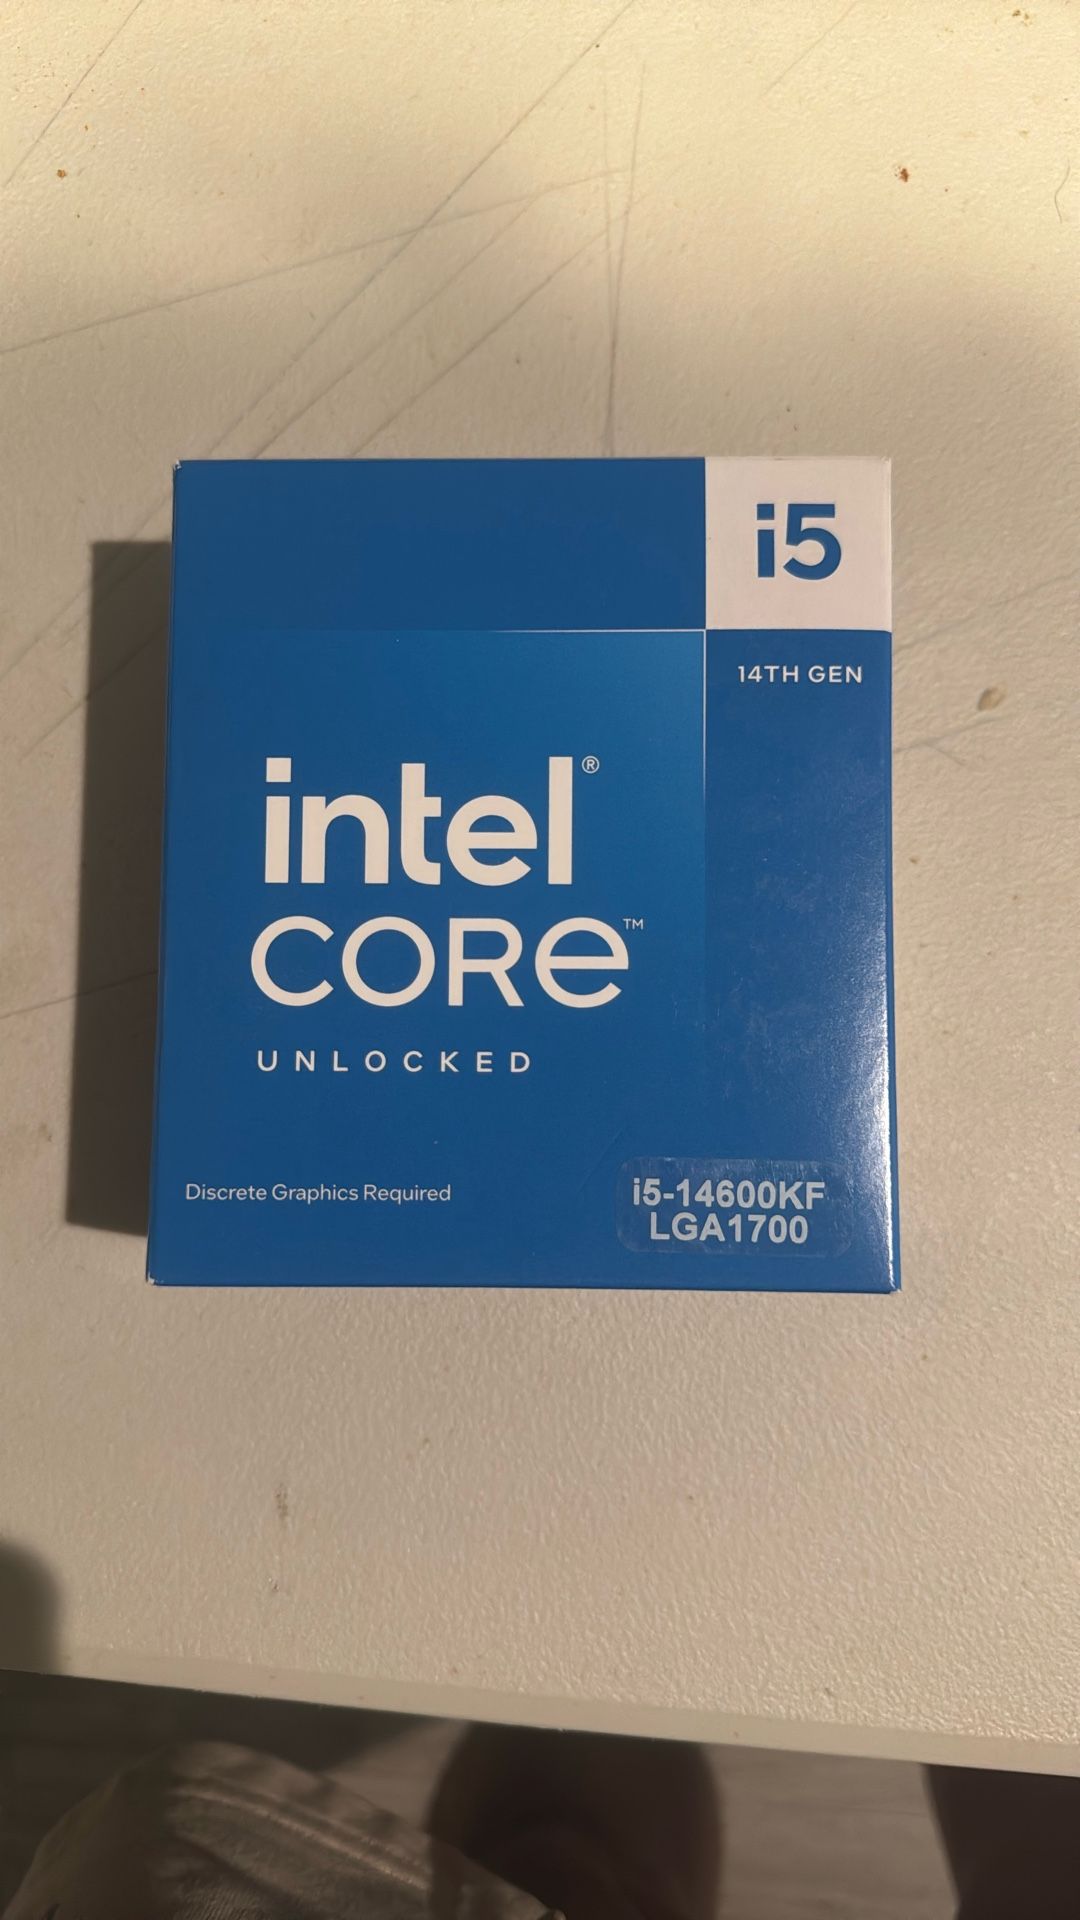 i5
14TH GEN
intel®
CORe™
UNLOCKED
Discrete Graphics Required
i5-14600KF
LGA1700